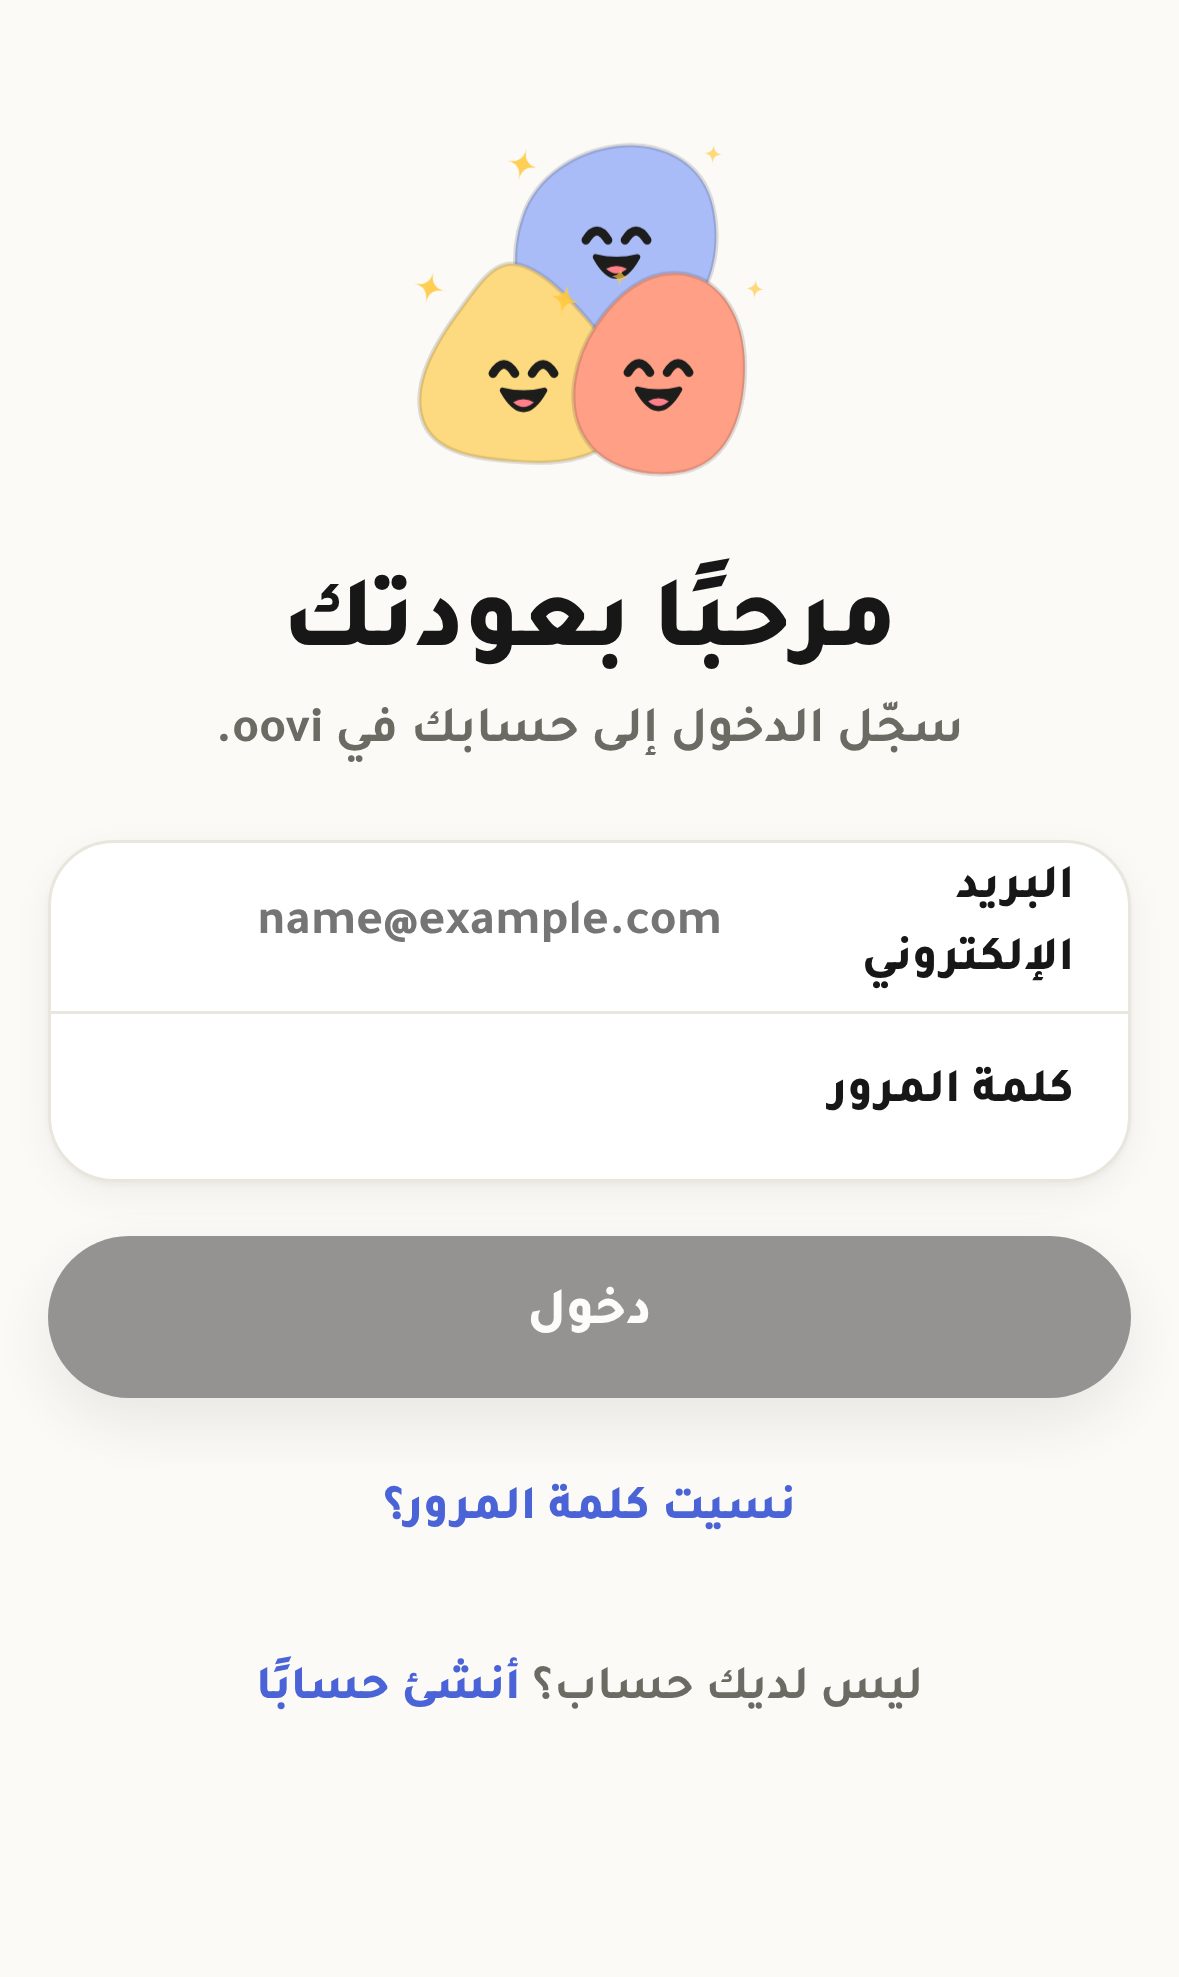 مرحبًا بعودتك
سجّل الدخول إلى حسابك في oovi.
البريد
الإلكتروني
name@example.com
كلمة المرور
دخول
نسيت كلمة المرور؟
ليس لديك حساب؟ أنشئ حسابًا